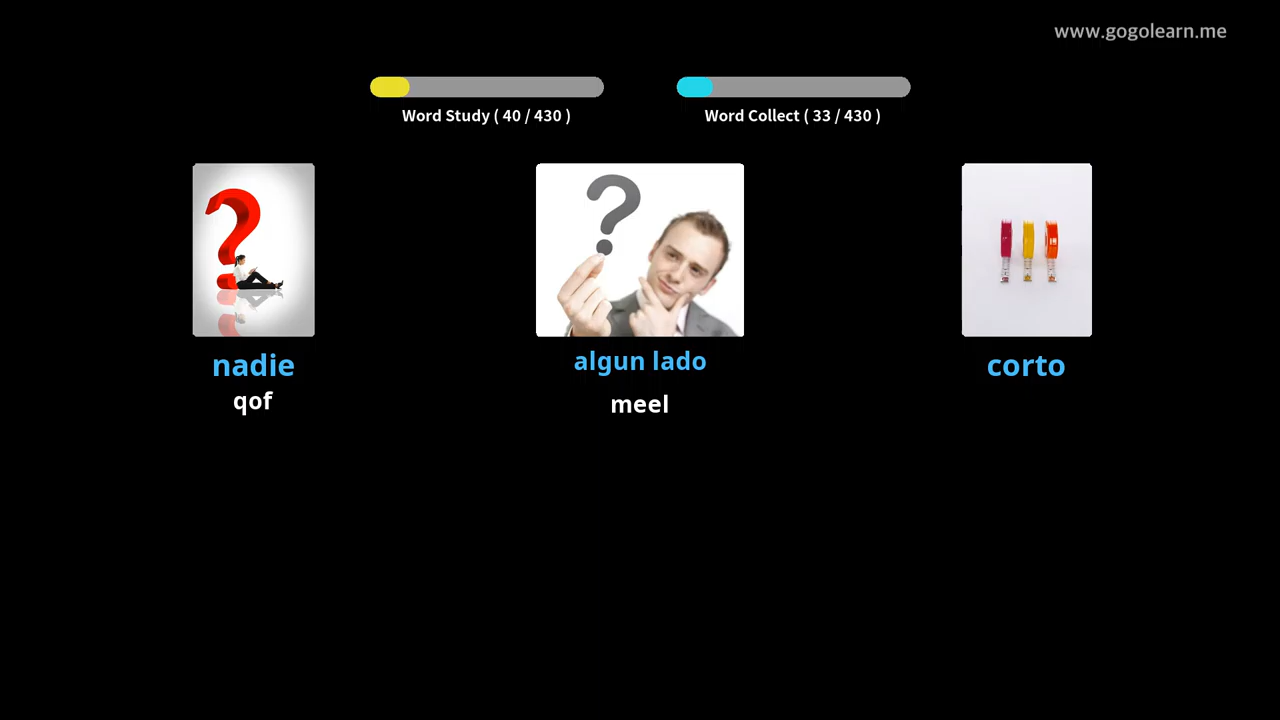 www.gogolearn.me
Word Study ( 40 / 430 )
Word Collect ( 33 / 430 )
nadie
algun lado
corto
qof
meel